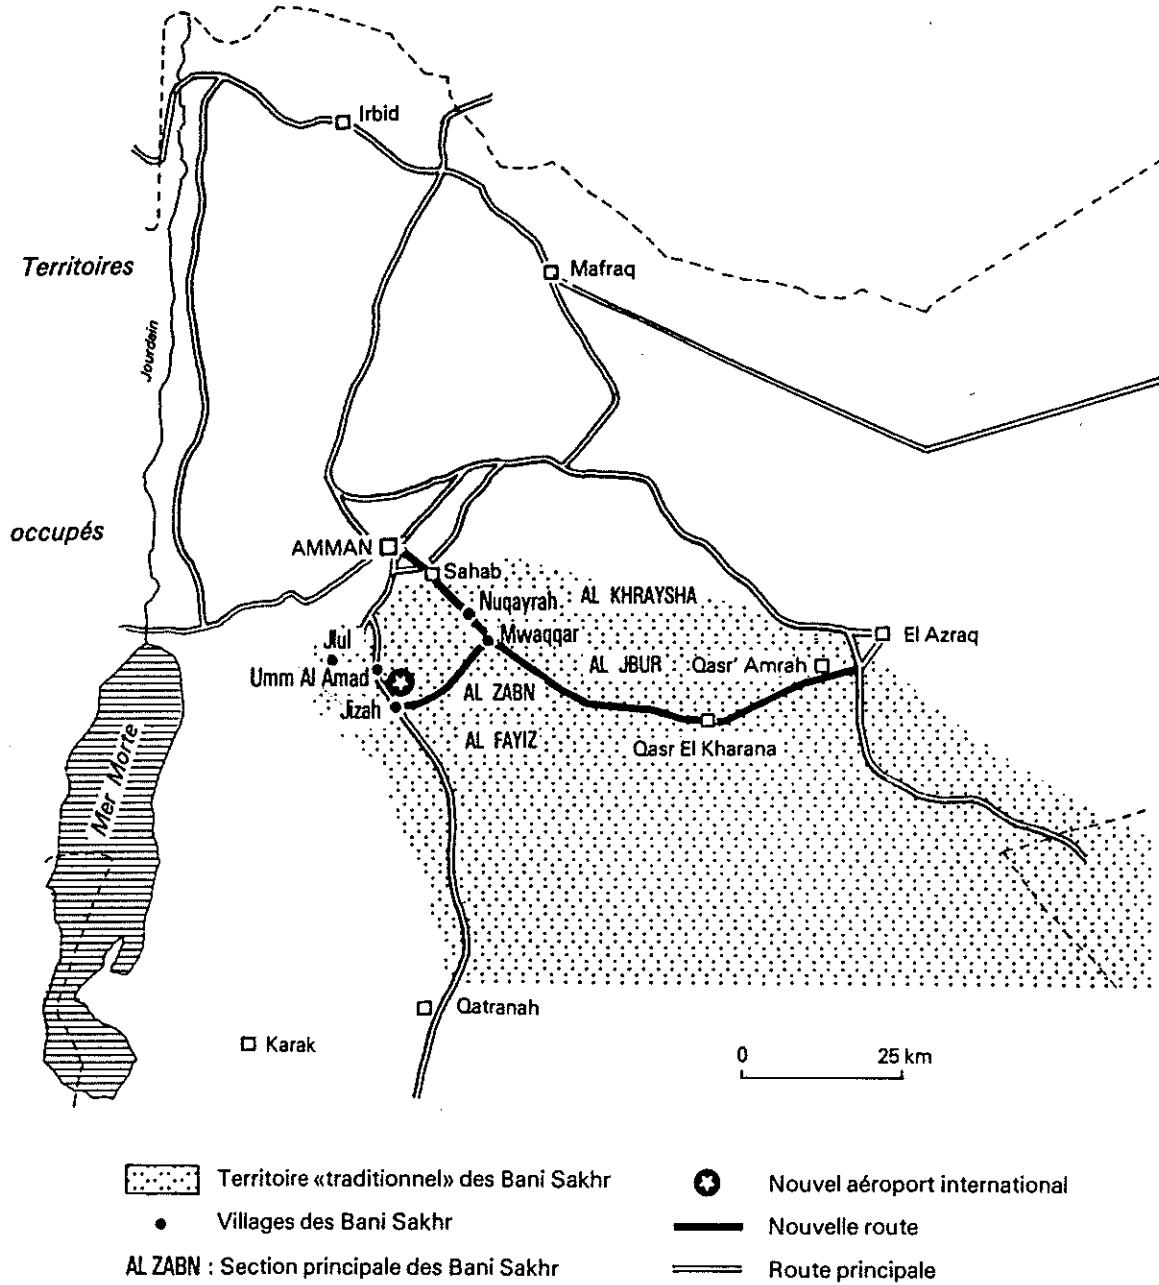 Irbid
Territoires
Mafraq
Jourdain
occupés
AMMAN
Sahab
Nuqayrah
AL KHRAYSHA
Mwaqqar
El Azraq
Jlul
AL JBUR
Qasr' Amrah
Umm Al Amad
AL ZABN
Jizah
AL FAYIZ
Qasr El Kharana
Mer Morte
Qatranah
Karak
0 25 km
Territoire «traditionnel» des Bani Sakhr
Nouvel aéroport international
Villages des Bani Sakhr
Nouvelle route
AL ZABN : Section principale des Bani Sakhr
Route principale